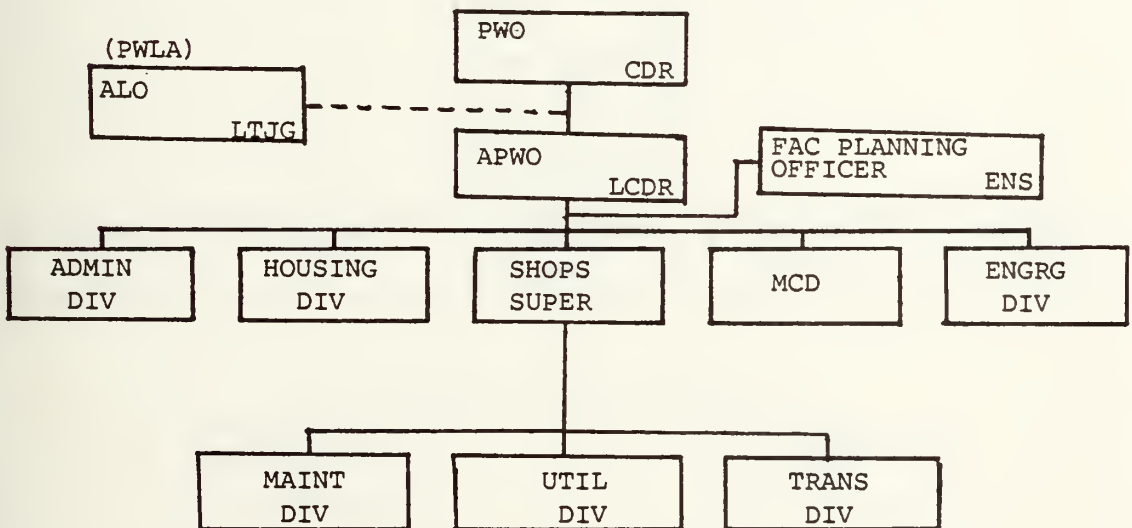 PWO
CDR
(PWLA)
ALO
LTJG
APWO
LCDR
FAC PLANNING
OFFICER ENS
ADMIN
DIV
HOUSING
DIV
SHOPS
SUPER
MCD
ENGRG
DIV
MAINT
DIV
UTIL
DIV
TRANS
DIV